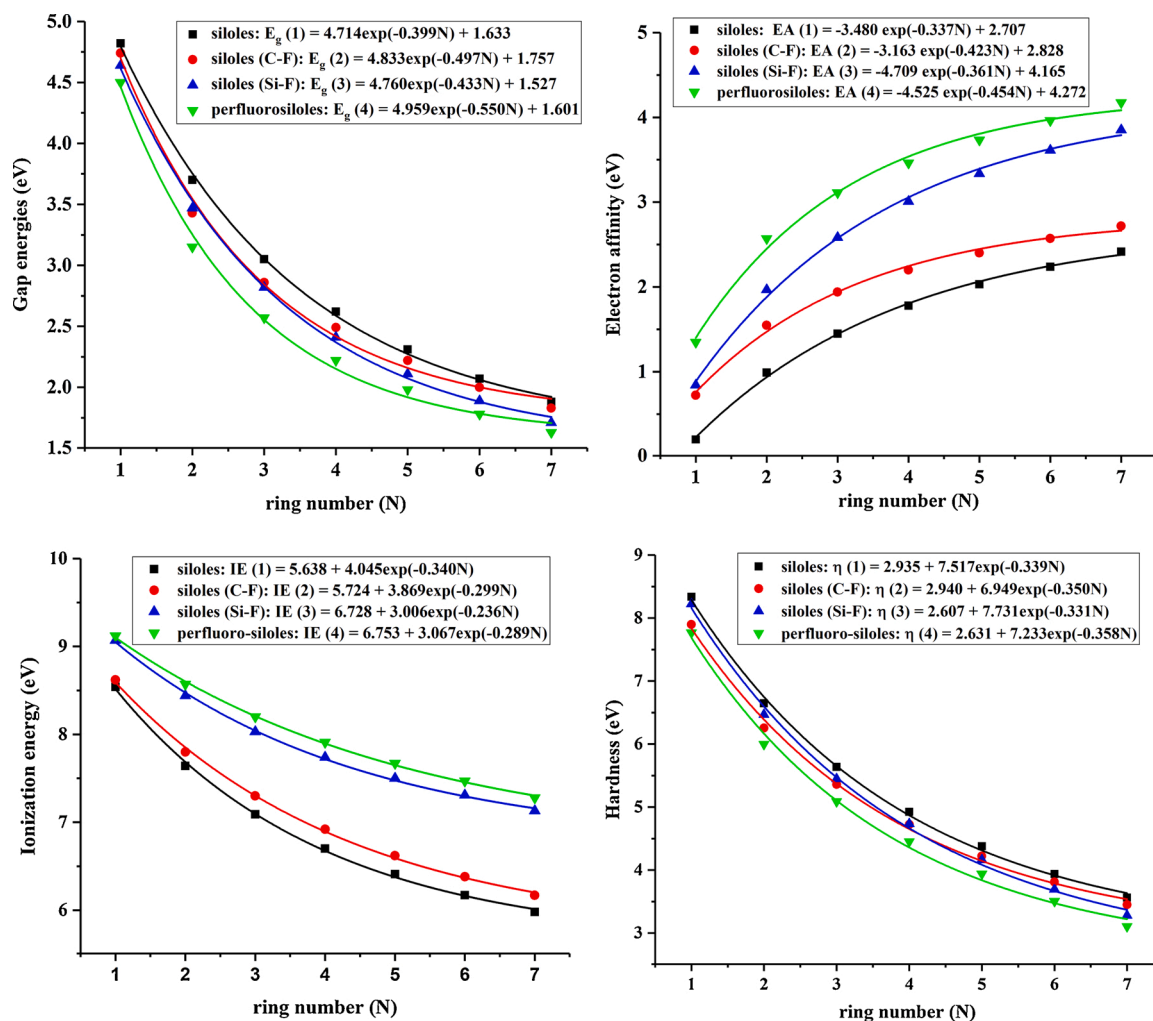 siloles: Eg (1) = 4.714exp(-0.399N) + 1.633
siloles (C-F): Eg (2) = 4.833exp(-0.497N) + 1.757
siloles (Si-F): Eg (3) = 4.760exp(-0.433N) + 1.527
perfluorosiloles: Eg (4) = 4.959exp(-0.550N) + 1.601
5.0
4.5
4.0
3.5
3.0
2.5
2.0
1.5
Gap energies (eV)
1 2 3 4 5 6 7
ring number (N)
siloles: EA (1) = -3.480 exp(-0.337N) + 2.707
siloles (C-F): EA (2) = -3.163 exp(-0.423N) + 2.828
siloles (Si-F): EA (3) = -4.709 exp(-0.361N) + 4.165
perfluorosiloles: EA (4) = -4.525 exp(-0.454N) + 4.272
5
4
3
2
1
0
Electron affinity (eV)
1 2 3 4 5 6 7
ring number (N)
siloles: IE (1) = 5.638 + 4.045exp(-0.340N)
siloles (C-F): IE (2) = 5.724 + 3.869exp(-0.299N)
siloles (Si-F): IE (3) = 6.728 + 3.006exp(-0.236N)
perfluoro-siloles: IE (4) = 6.753 + 3.067exp(-0.289N)
10
9
8
7
6
Ionization energy (eV)
1 2 3 4 5 6 7
ring number (N)
siloles: η (1) = 2.935 + 7.517exp(-0.339N)
siloles (C-F): η (2) = 2.940 + 6.949exp(-0.350N)
siloles (Si-F): η (3) = 2.607 + 7.731exp(-0.331N)
perfluoro-siloles: η (4) = 2.631 + 7.233exp(-0.358N)
9
8
7
6
5
4
3
Hardness (eV)
1 2 3 4 5 6 7
ring number (N)